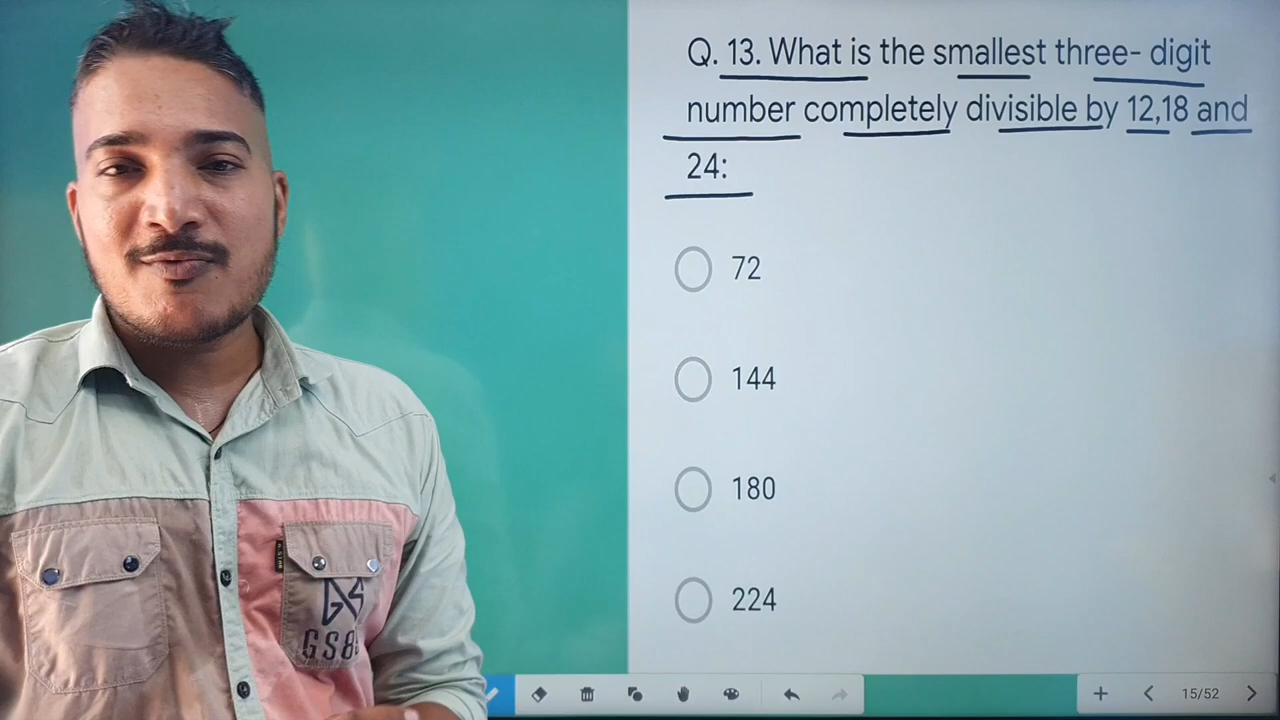 Q. 13. What is the smallest three- digit
number completely divisible by 12,18 and
24:
72
144
180
224
GS8
15/52